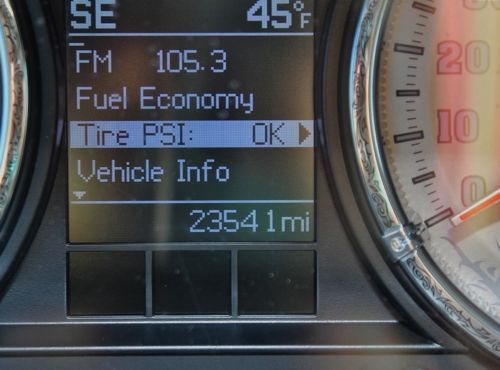 SE 45°F
FM 105.3
Fuel Economy
Tire PSI: OK
Vehicle Info
23541mi
20
10
0